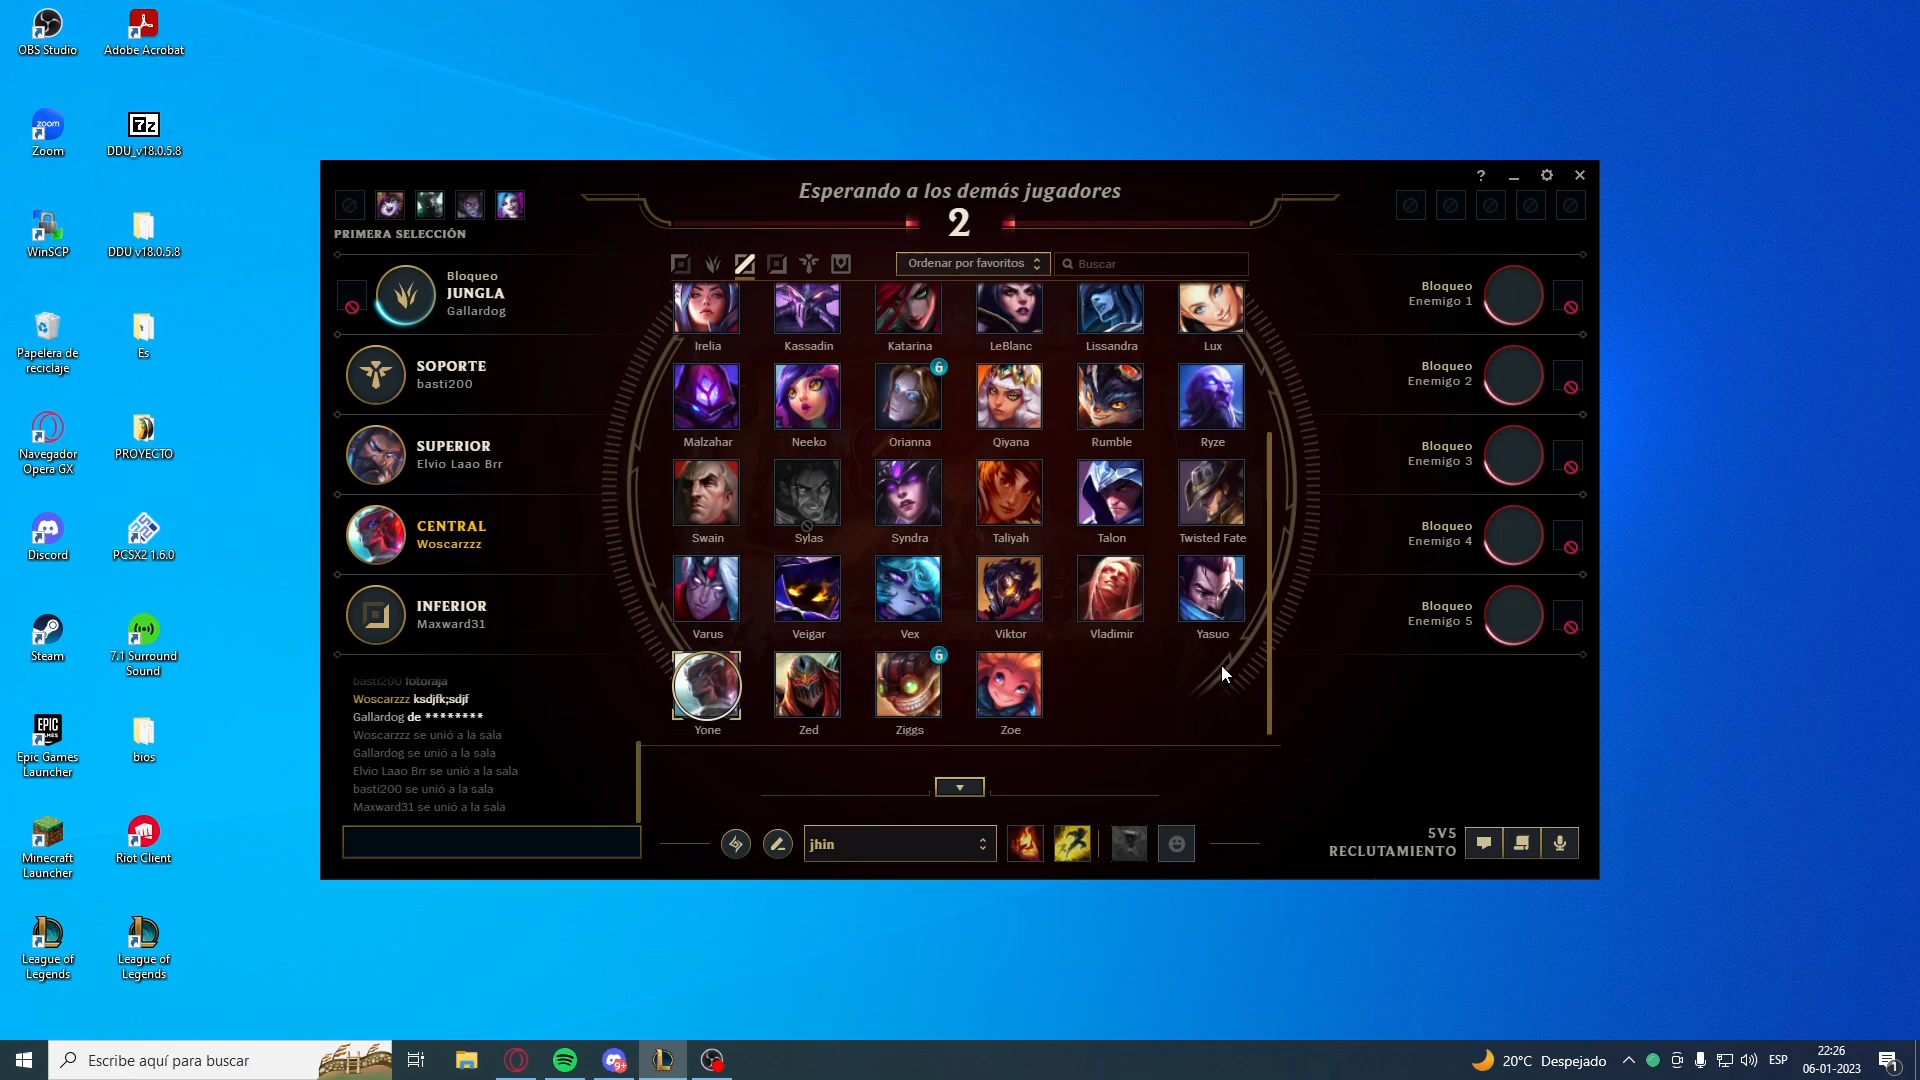 OBS Studio
Adobe Acrobat
zoom
Zoom
7z
DDU_v18.0.5.8
WinSCP
DDU v18.0.5.8
Papelera de
reciclaje
Es
Navegador
Opera GX
PROYECTO
Discord
PCSX2 1.6.0
Steam
7.1 Surround
Sound
EPIC
GAMES
Epic Games
Launcher
bios
Minecraft
Launcher
Riot Client
League of
Legends
League of
Legends
?
Esperando a los demás jugadores
2
PRIMERA SELECCIÓN
Ordenar por favoritos
Buscar
Bloqueo
JUNGLA
Gallardog
SOPORTE
basti200
SUPERIOR
Elvio Laao Brr
CENTRAL
Woscarzzz
INFERIOR
Maxward31
Irelia
Kassadin
Katarina
LeBlanc
Lissandra
Lux
6
Malzahar
Neeko
Orianna
Qiyana
Rumble
Ryze
Swain
Sylas
Syndra
Taliyah
Talon
Twisted Fate
Varus
Veigar
Vex
Viktor
Vladimir
Yasuo
6
Yone
Zed
Ziggs
Zoe
Bloqueo
Enemigo 1
Bloqueo
Enemigo 2
Bloqueo
Enemigo 3
Bloqueo
Enemigo 4
Bloqueo
Enemigo 5
basti200 fotoraja
Woscarzzz ksdjfk;sdjf
Gallardog de ********
Woscarzzz se unió a la sala
Gallardog se unió a la sala
Elvio Laao Brr se unió a la sala
basti200 se unió a la sala
Maxward31 se unió a la sala
jhin
5V5
RECLUTAMIENTO
Escribe aquí para buscar
9+
20°C Despejado
ESP
22:26
06-01-2023
1